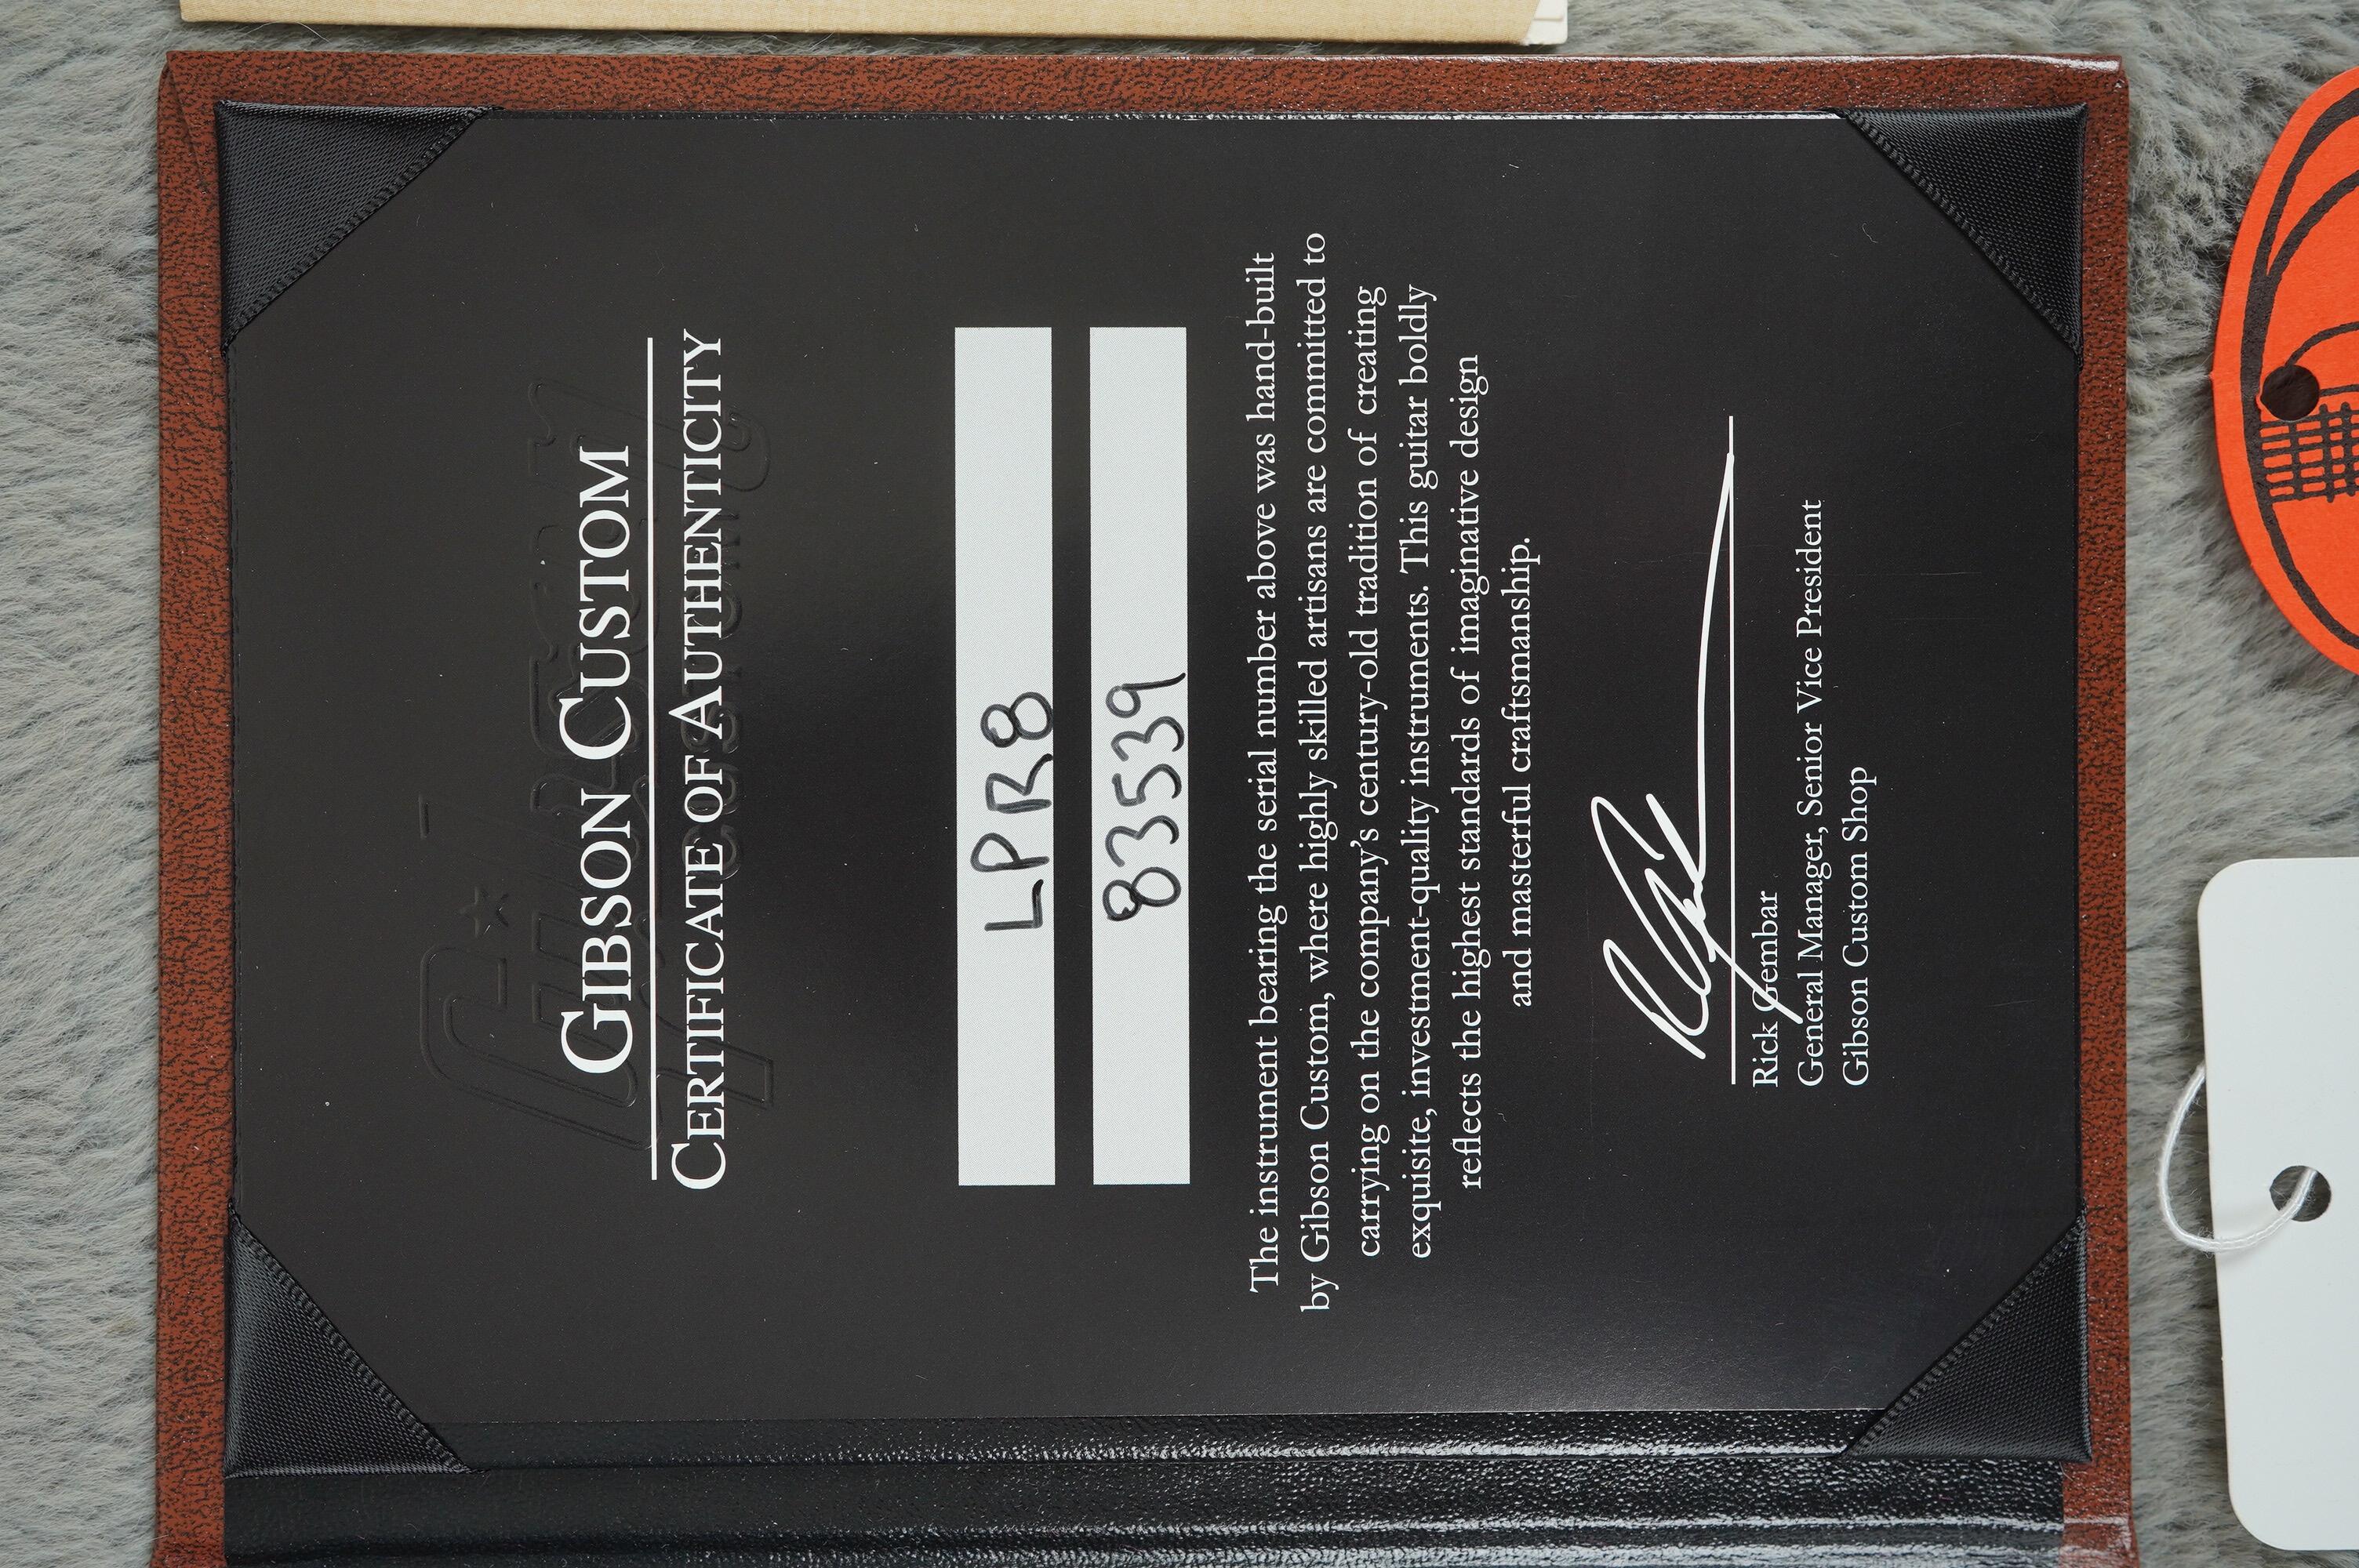 GIBSON CUSTOM
CERTIFICATE OF AUTHENTICITY
LPR8
83539
The instrument bearing the serial number above was hand-built
by Gibson Custom, where highly skilled artisans are committed to
carrying on the company's century-old tradition of creating
exquisite, investment-quality instruments. This guitar boldly
reflects the highest standards of imaginative design
and masterful craftsmanship.
Rick Gembar
General Manager, Senior Vice President
Gibson Custom Shop